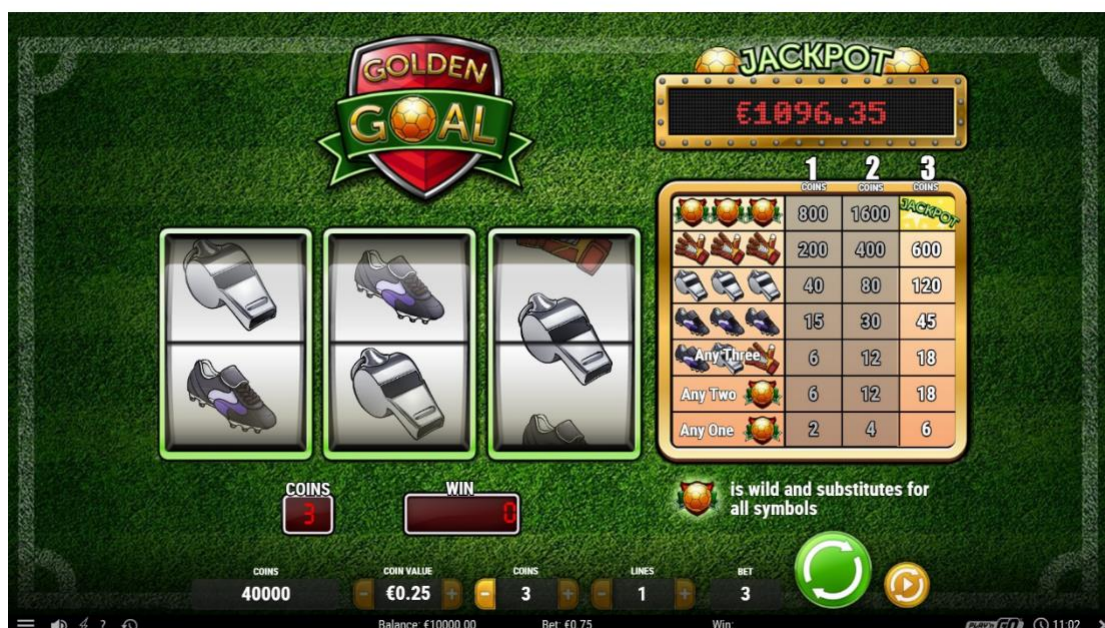 GOLDEN
GOAL
JACKPOT
€1096.35
1 2 3
COINS COINS COINS
800 1600 JACKPOT
200 400 600
40 80 120
15 30 45
Any Three 6 12 18
Any Two 6 12 18
Any One 2 4 6
is wild and substitutes for
all symbols
COINS WIN
3 0
COINS COIN VALUE COINS LINES BET
40000 - €0.25 + - 3 + - 1 + 3
? Balance: €10000.00 Bet: €0.75 Win: PLAY'n GO 11:02